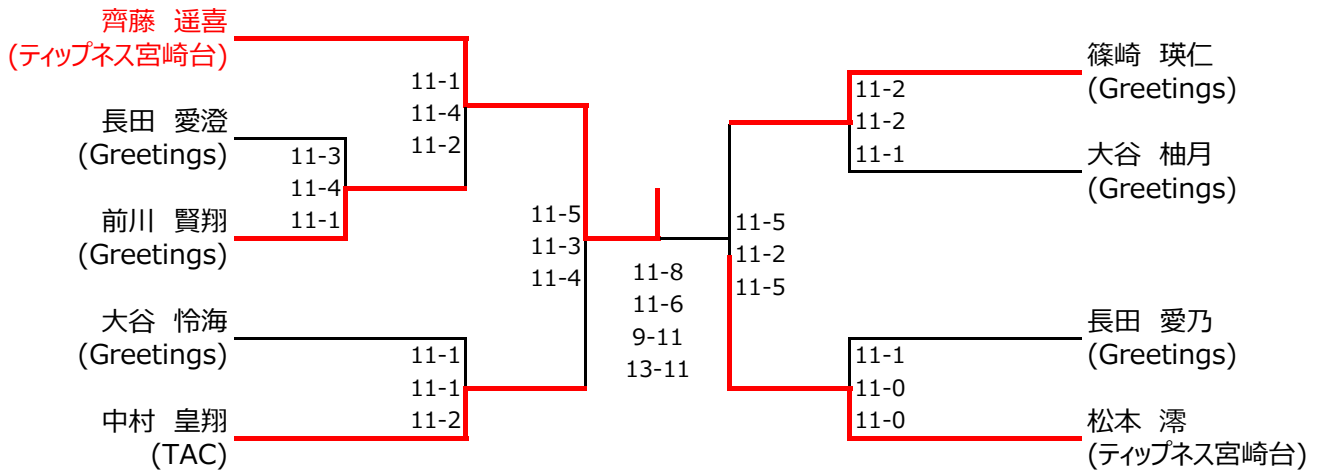 齊藤 遥喜
(ティップネス宮崎台)
長田 愛澄
(Greetings)
前川 賢翔
(Greetings)
大谷 怜海
(Greetings)
中村 皇翔
(TAC)
11-3
11-4
11-1
11-1
11-4
11-2
11-1
11-1
11-2
11-5
11-3
11-4
11-8
11-6
9-11
13-11
11-5
11-2
11-5
11-2
11-2
11-1
11-1
11-0
11-0
篠崎 瑛仁
(Greetings)
大谷 柚月
(Greetings)
長田 愛乃
(Greetings)
松本 澪
(ティップネス宮崎台)